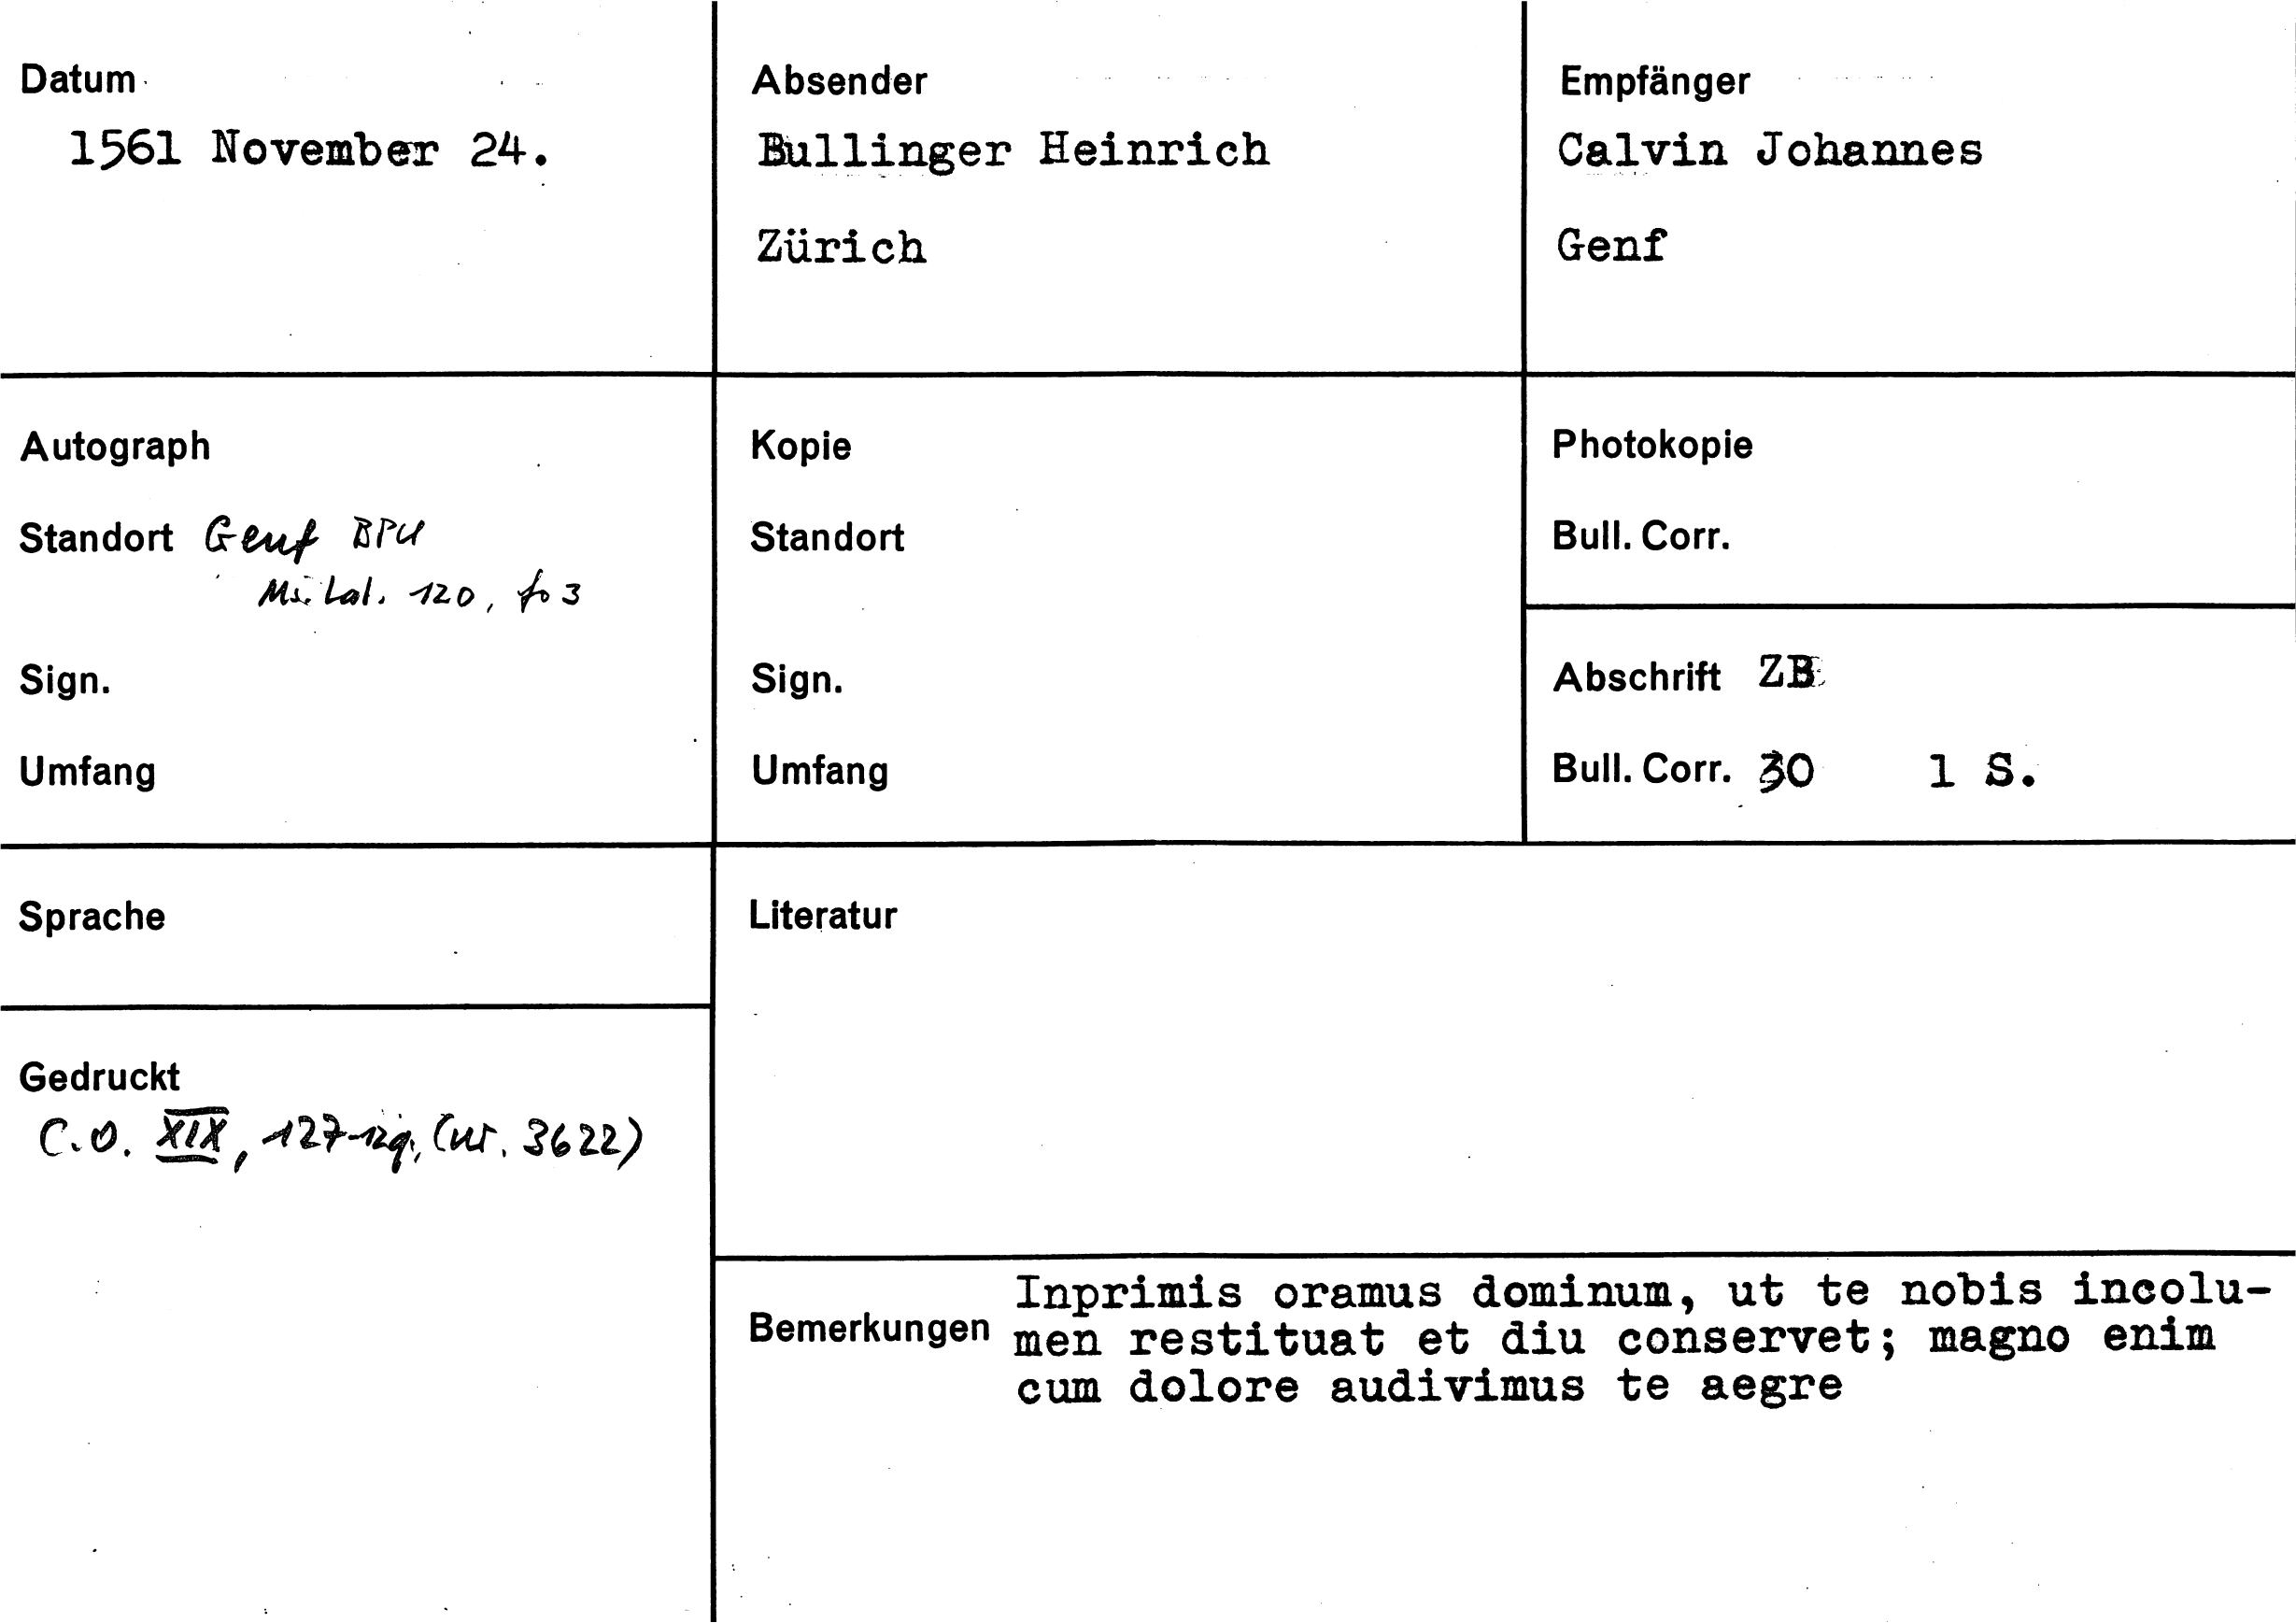 Datum
1561 November 24.
Absender
Bullinger Heinrich
Zürich
Empfänger
Calvin Johannes
Genf
Autograph
Standort Genf BPU
Ms. lat. 120, fo 3
Sign.
Umfang
Kopie
Standort
Sign.
Umfang
Photokopie
Bull. Corr.
Abschrift ZB
Bull. Corr. 30 1 S.
Sprache
Gedruckt
C.O. XIX, 127-129, (nr. 3622)
Literatur
Bemerkungen
Inprimis oramus dominum, ut te nobis incolu-
men restituat et diu conservet; magno enim
cum dolore audivimus te aegre